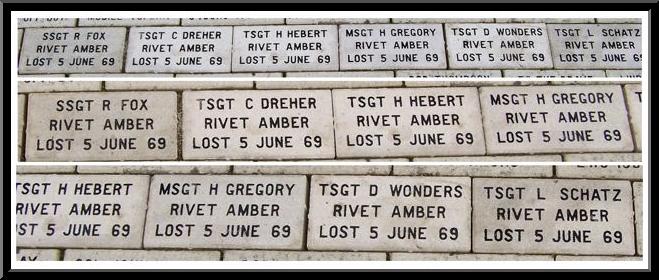 SSGT R FOX
RIVET AMBER
LOST 5 JUNE 69
TSGT C DREHER
RIVET AMBER
LOST 5 JUNE 69
TSGT H HEBERT
RIVET AMBER
LOST 5 JUNE 69
MSGT H GREGORY
RIVET AMBER
LOST 5 JUNE 69
TSGT D WONDERS
RIVET AMBER
LOST 5 JUNE 69
TSGT L SCHATZ
RIVET AMBER
LOST 5 JUNE 69
SSGT R FOX
RIVET AMBER
LOST 5 JUNE 69
TSGT C DREHER
RIVET AMBER
LOST 5 JUNE 69
TSGT H HEBERT
RIVET AMBER
LOST 5 JUNE 69
MSGT H GREGORY
RIVET AMBER
LOST 5 JUNE 69
TSGT H HEBERT
RIVET AMBER
LOST 5 JUNE 69
MSGT H GREGORY
RIVET AMBER
LOST 5 JUNE 69
TSGT D WONDERS
RIVET AMBER
LOST 5 JUNE 69
TSGT L SCHATZ
RIVET AMBER
LOST 5 JUNE 69